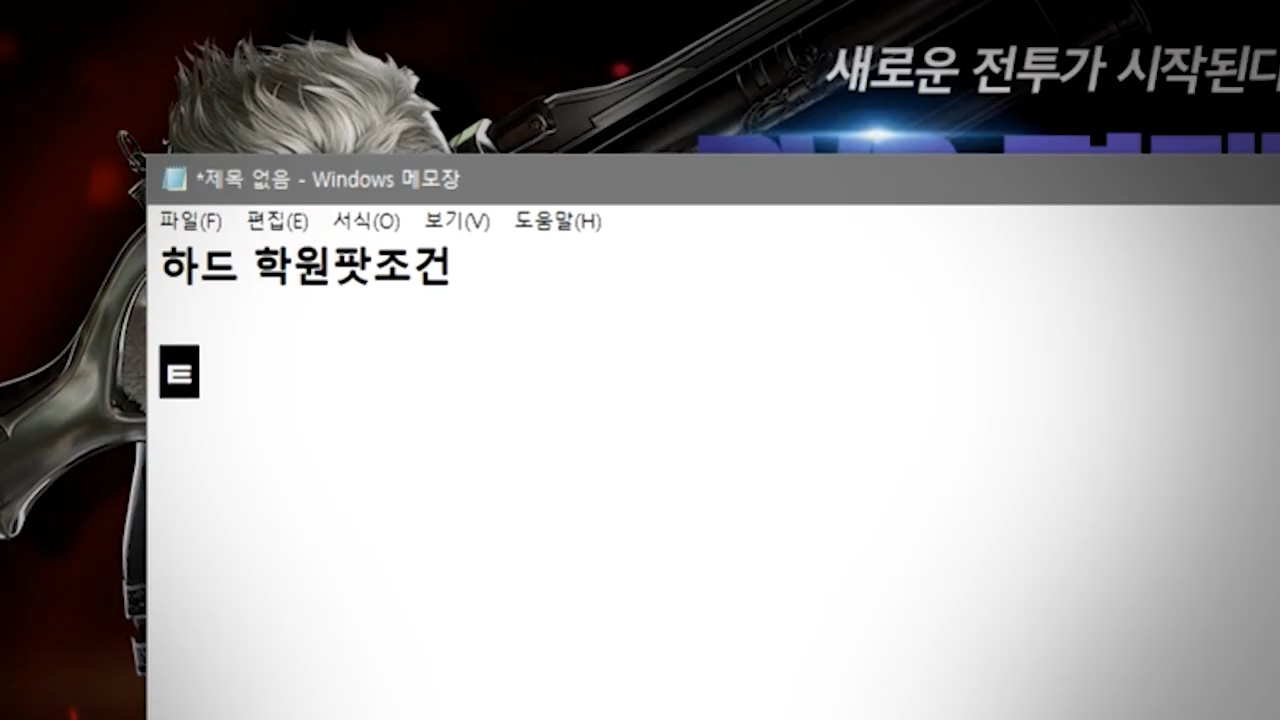 새로운 전투가 시작된다
*제목 없음 - Windows 메모장
파일(F) 편집(E) 서식(O) 보기(V) 도움말(H)
하드 학원팟조건
ㅌ